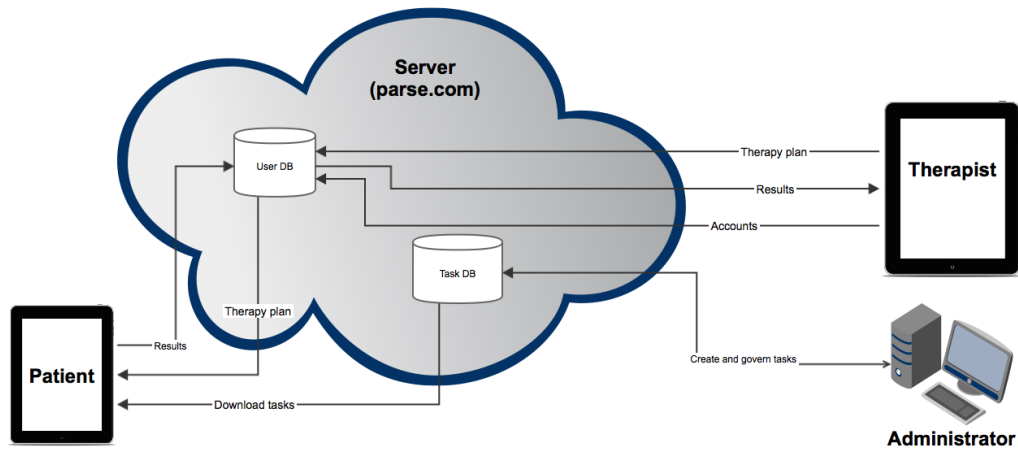 Server
(parse.com)
User DB
Therapy plan
Therapist
Results
Accounts
Task DB
Therapy plan
Results
Patient
Create and govern tasks
Download tasks
Administrator